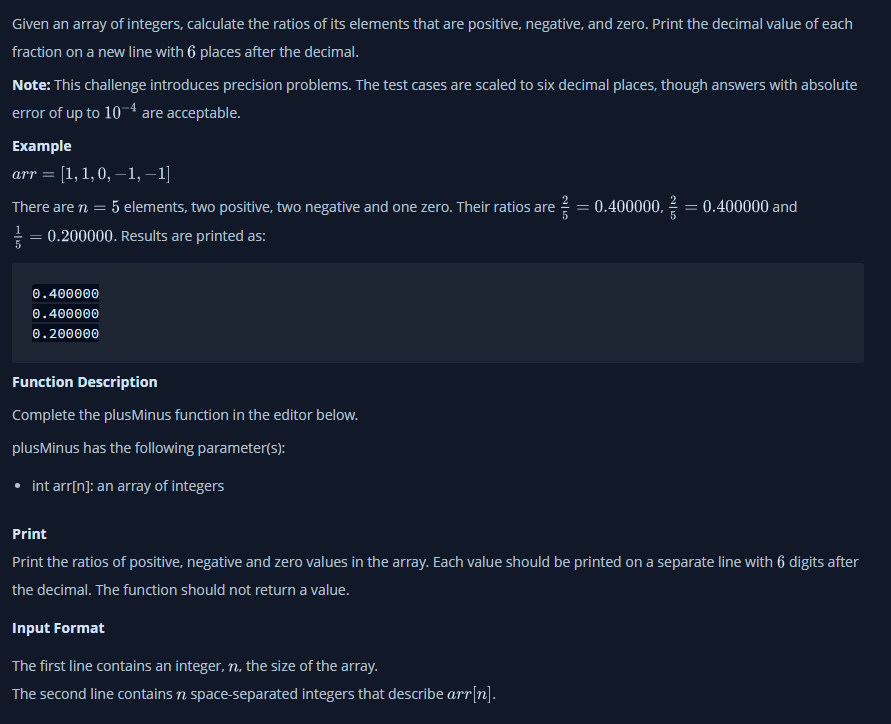 Given an array of integers, calculate the ratios of its elements that are positive, negative, and zero. Print the decimal value of each
fraction on a new line with 6 places after the decimal.
Note: This challenge introduces precision problems. The test cases are scaled to six decimal places, though answers with absolute
error of up to 10⁻⁴ are acceptable.
Example
arr = [1, 1, 0, −1, −1]
There are n = 5 elements, two positive, two negative and one zero. Their ratios are 2/5 = 0.400000, 2/5 = 0.400000 and
1/5 = 0.200000. Results are printed as:
0.400000
0.400000
0.200000
Function Description
Complete the plusMinus function in the editor below.
plusMinus has the following parameter(s):
• int arr[n]: an array of integers
Print
Print the ratios of positive, negative and zero values in the array. Each value should be printed on a separate line with 6 digits after
the decimal. The function should not return a value.
Input Format
The first line contains an integer, n, the size of the array.
The second line contains n space-separated integers that describe arr[n].